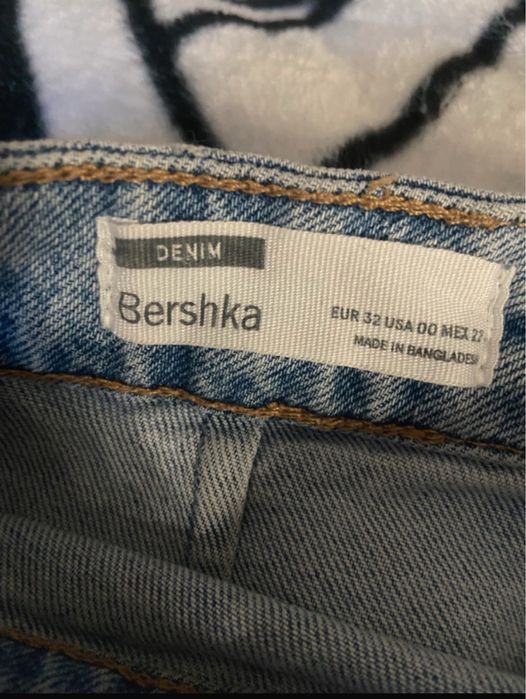 DENIM
Bershka
EUR 32 USA 00 MEX 22
MADE IN BANGLADESH